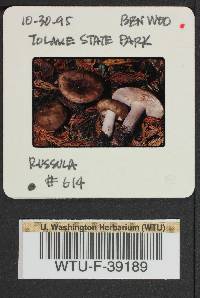 10-30-95 BEN WOO
TOLMIE STATE PARK
RUSSULA
# 614
U. Washington Herbarium (WTU)
WTU-F-39189